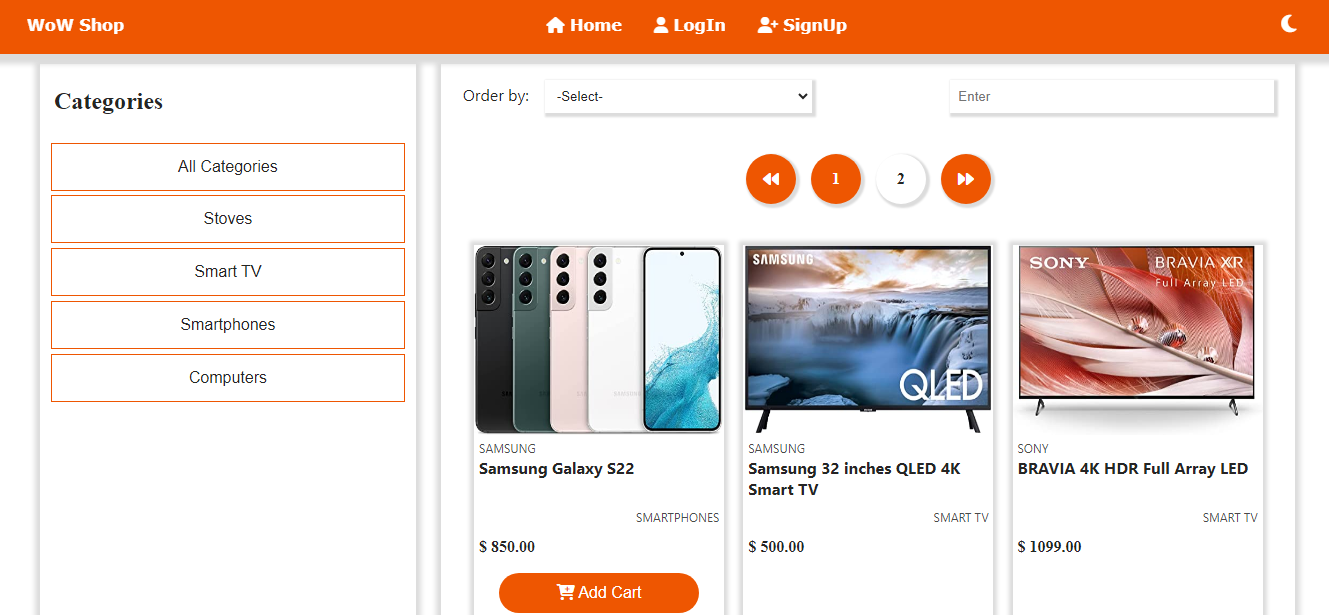 WoW Shop
Home
LogIn
SignUp
Categories
All Categories
Stoves
Smart TV
Smartphones
Computers
Order by:
-Select-
Enter
1
2
SAMSUNG
QLED
SONY
BRAVIA XR
Full Array LED
SAMSUNG
Samsung Galaxy S22
SMARTPHONES
$ 850.00
Add Cart
SAMSUNG
Samsung 32 inches QLED 4K
Smart TV
SMART TV
$ 500.00
SONY
BRAVIA 4K HDR Full Array LED
SMART TV
$ 1099.00